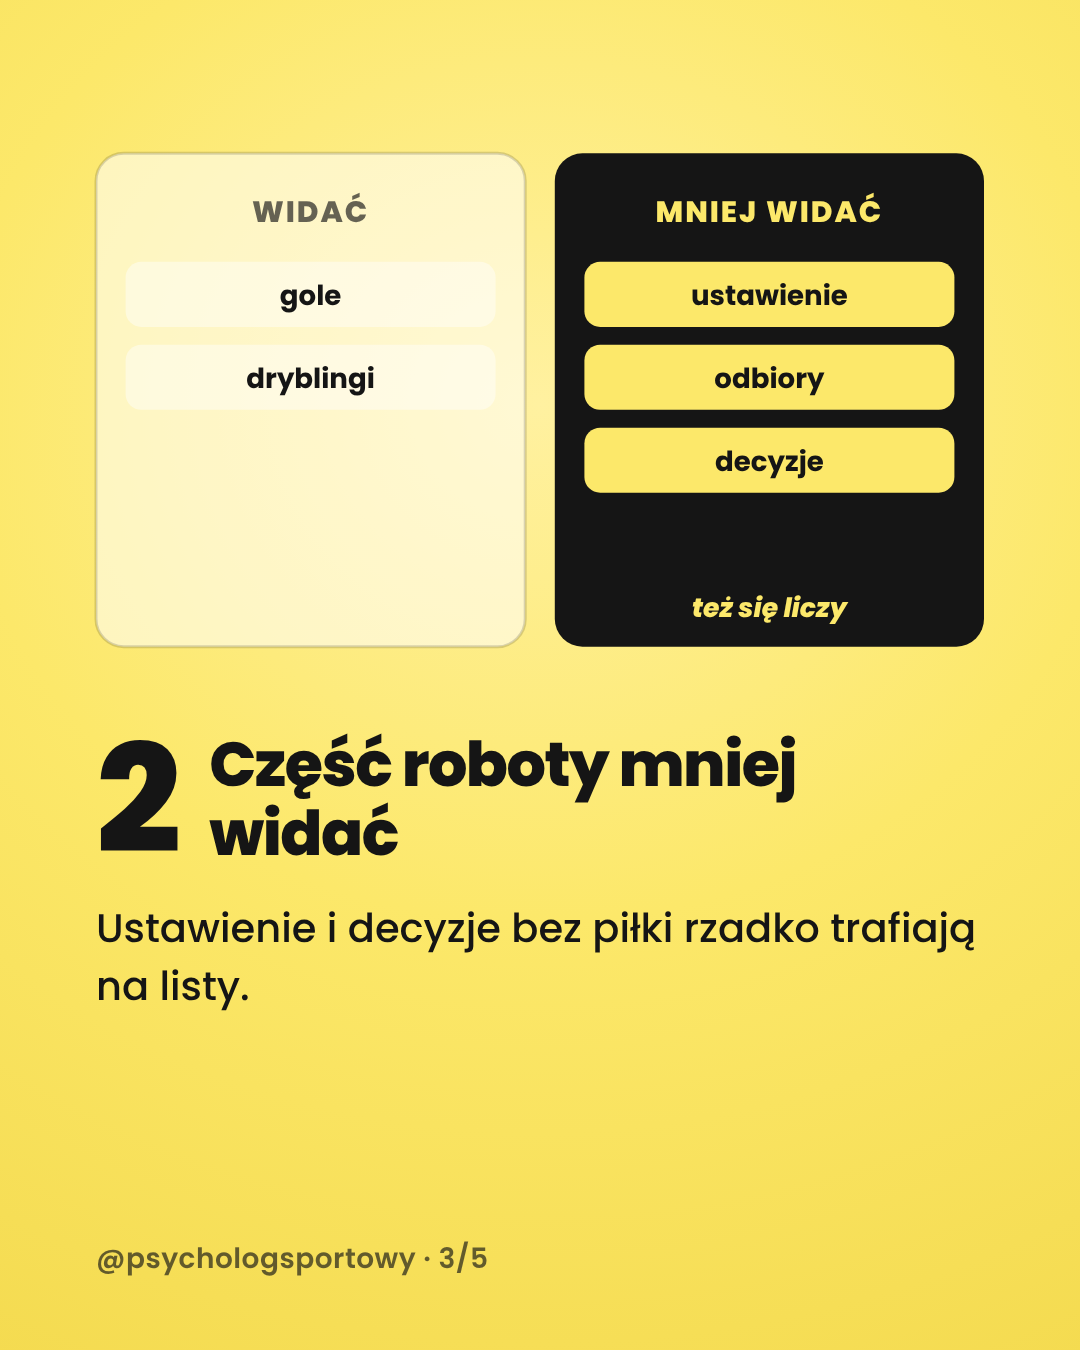 WIDAĆ
gole
dryblingi
MNIEJ WIDAĆ
ustawienie
odbiory
decyzje
też się liczy
2
Część roboty mniej
widać
Ustawienie i decyzje bez piłki rzadko trafiają
na listy.
@psychologsportowy · 3/5